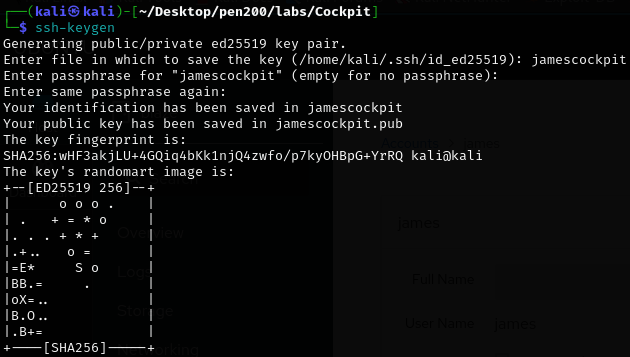 ┌──(kali㉿kali)-[~/Desktop/pen200/labs/Cockpit]
└─$ ssh-keygen
Generating public/private ed25519 key pair.
Enter file in which to save the key (/home/kali/.ssh/id_ed25519): jamescockpit
Enter passphrase for "jamescockpit" (empty for no passphrase):
Enter same passphrase again:
Your identification has been saved in jamescockpit
Your public key has been saved in jamescockpit.pub
The key fingerprint is:
SHA256:wHF3akjLU+4GQiq4bKk1njQ4zwfo/p7kyOHBpG+YrRQ kali@kali
The key's randomart image is:
+--[ED25519 256]--+
|      o o o .    |
| .   + = * o     |
|. . . + * +      |
|.+..   o =       |
|=E*     S o      |
|BB.=     .       |
|oX=..            |
|B.O..            |
|.B+=             |
+----[SHA256]-----+
Overview
james
Full Name
Storage
User Name
james
Networking